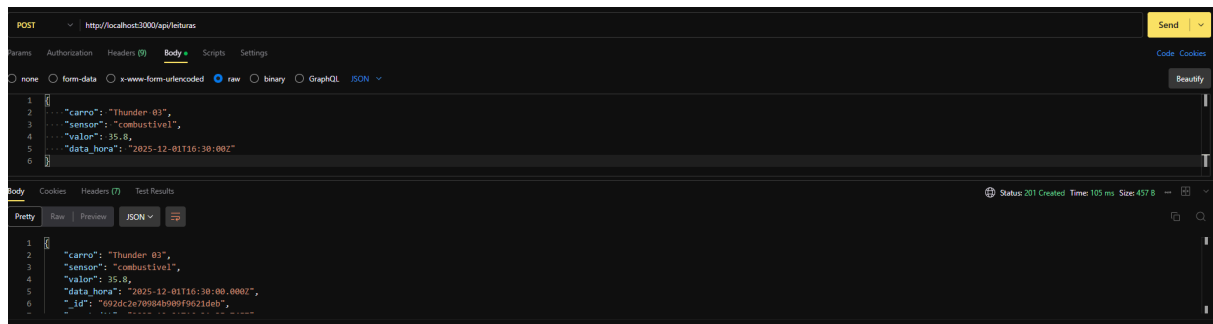 POST http://localhost:3000/api/leituras Send
Params Authorization Headers (9) Body Scripts Settings Code Cookies
none form-data x-www-form-urlencoded raw binary GraphQL JSON Beautify
1 {
2 "carro": "Thunder 03",
3 "sensor": "combustivel",
4 "valor": 35.8,
5 "data_hora": "2025-12-01T16:30:00Z"
6 }
Body Cookies Headers (7) Test Results Status: 201 Created Time: 105 ms Size: 457 B
Pretty Raw Preview JSON
1 {
2 "carro": "Thunder 03",
3 "sensor": "combustivel",
4 "valor": 35.8,
5 "data_hora": "2025-12-01T16:30:00.000Z",
6 "_id": "692dc2e70984b909f9621deb",